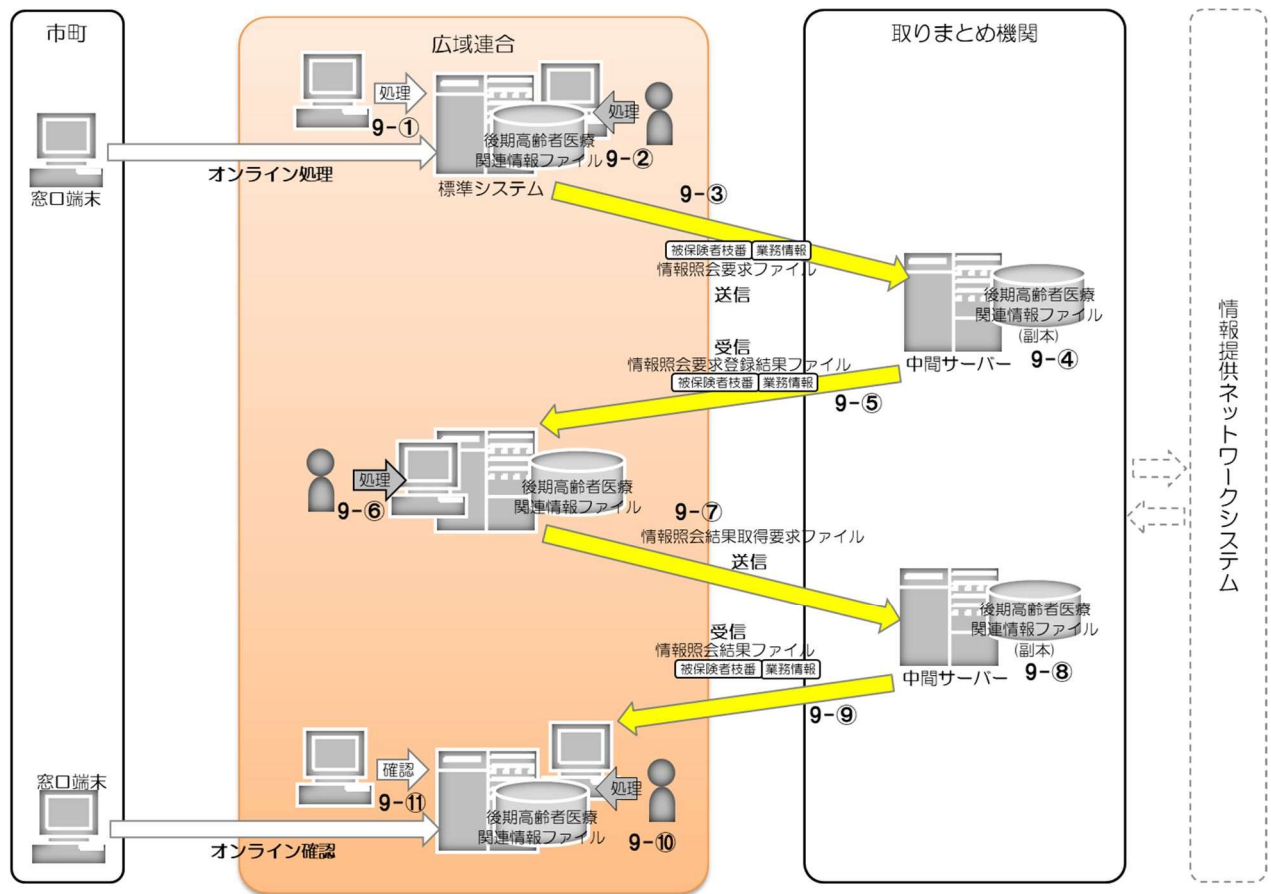 市町
広域連合
取りまとめ機関
処理
9-①
処理
後期高齢者医療
関連情報ファイル
9-②
窓口端末
オンライン処理
標準システム
9-③
被保険者枝番 業務情報
情報照会要求ファイル
送信
後期高齢者医療
関連情報ファイル
(副本)
中間サーバー
9-④
受信
情報照会要求登録結果ファイル
被保険者枝番 業務情報
9-⑤
処理
9-⑥
後期高齢者医療
関連情報ファイル
9-⑦
情報照会結果取得要求ファイル
送信
後期高齢者医療
関連情報ファイル
(副本)
中間サーバー
9-⑧
受信
情報照会結果ファイル
被保険者枝番 業務情報
9-⑨
窓口端末
確認
9-⑪
処理
後期高齢者医療
関連情報ファイル
9-⑩
オンライン確認
情報提供ネットワークシステム